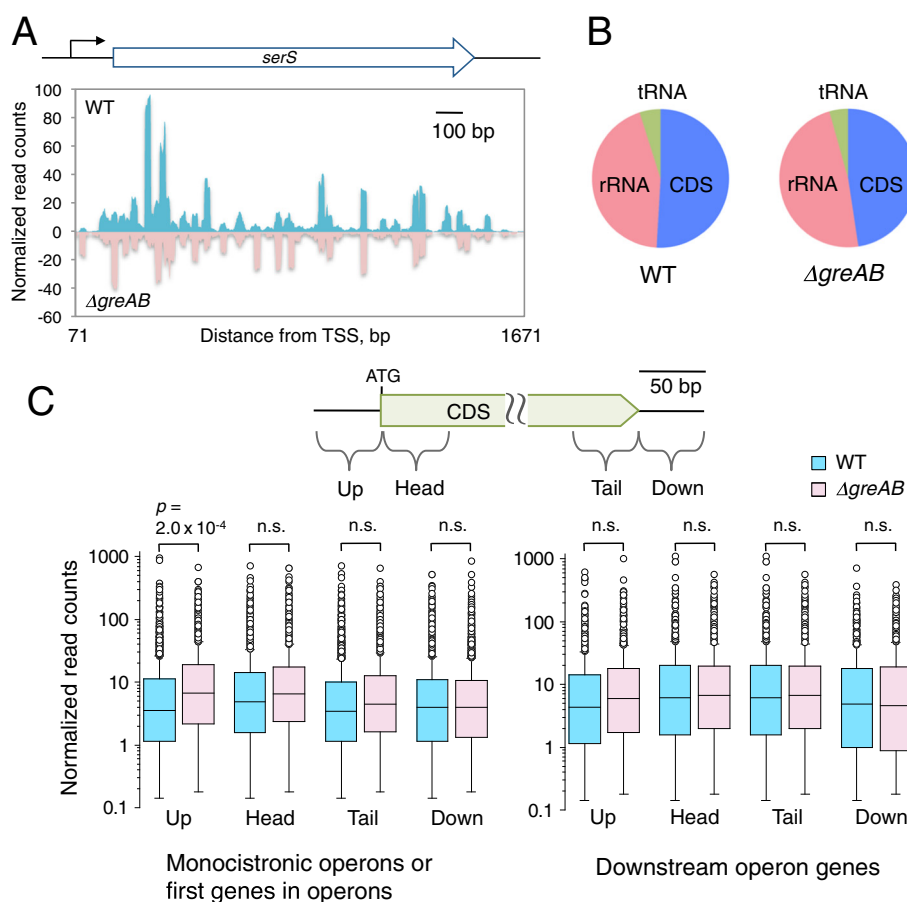 A
serS
WT
100 bp
100
80
60
40
20
0
-20
-40
-60
Normalized read counts
ΔgreAB
71
Distance from TSS, bp
1671
B
tRNA
rRNA
CDS
WT
tRNA
rRNA
CDS
ΔgreAB
C
ATG
50 bp
CDS
Up
Head
Tail
Down
WT
ΔgreAB
p =
2.0 x 10⁻⁴
n.s.
n.s.
n.s.
Normalized read counts
1000
100
10
1
0.1
Up
Head
Tail
Down
Monocistronic operons or
first genes in operons
n.s.
n.s.
n.s.
n.s.
1000
100
10
1
0.1
Up
Head
Tail
Down
Downstream operon genes